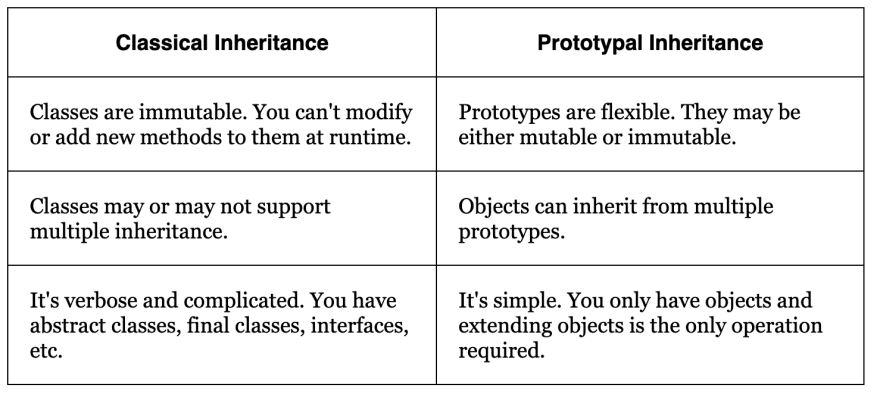 Classical Inheritance
Prototypal Inheritance
Classes are immutable. You can't modify
or add new methods to them at runtime.
Prototypes are flexible. They may be
either mutable or immutable.
Classes may or may not support
multiple inheritance.
Objects can inherit from multiple
prototypes.
It's verbose and complicated. You have
abstract classes, final classes, interfaces,
etc.
It's simple. You only have objects and
extending objects is the only operation
required.